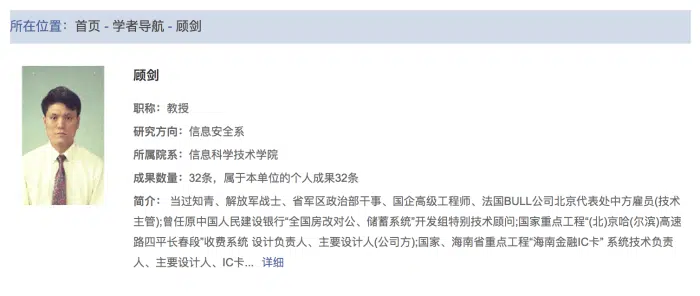 所在位置：首页 - 学者导航 - 顾剑
顾剑
职称：教授
研究方向：信息安全系
所属院系：信息科学技术学院
成果数量：32条，属于本单位的个人成果32条
简介： 当过知青、解放军战士、省军区政治部干事、国企高级工程师、法国BULL公司北京代表处中方雇员(技术
主管);曾任原中国人民建设银行“全国房改对公、储蓄系统”开发组特别技术顾问;国家重点工程“(北)京哈(尔滨)高速
路四平长春段”收费系统 设计负责人、主要设计人(公司方);国家、海南省重点工程“海南金融IC卡” 系统技术负责
人、主要设计人、IC卡... 详细